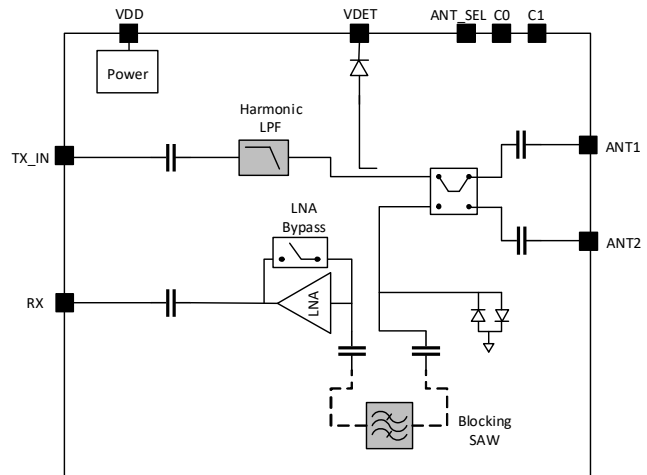 VDD
VDET
ANT_SEL
C0
C1
Power
Harmonic
LPF
TX_IN
ANT1
LNA
Bypass
ANT2
RX
LNA
Blocking
SAW